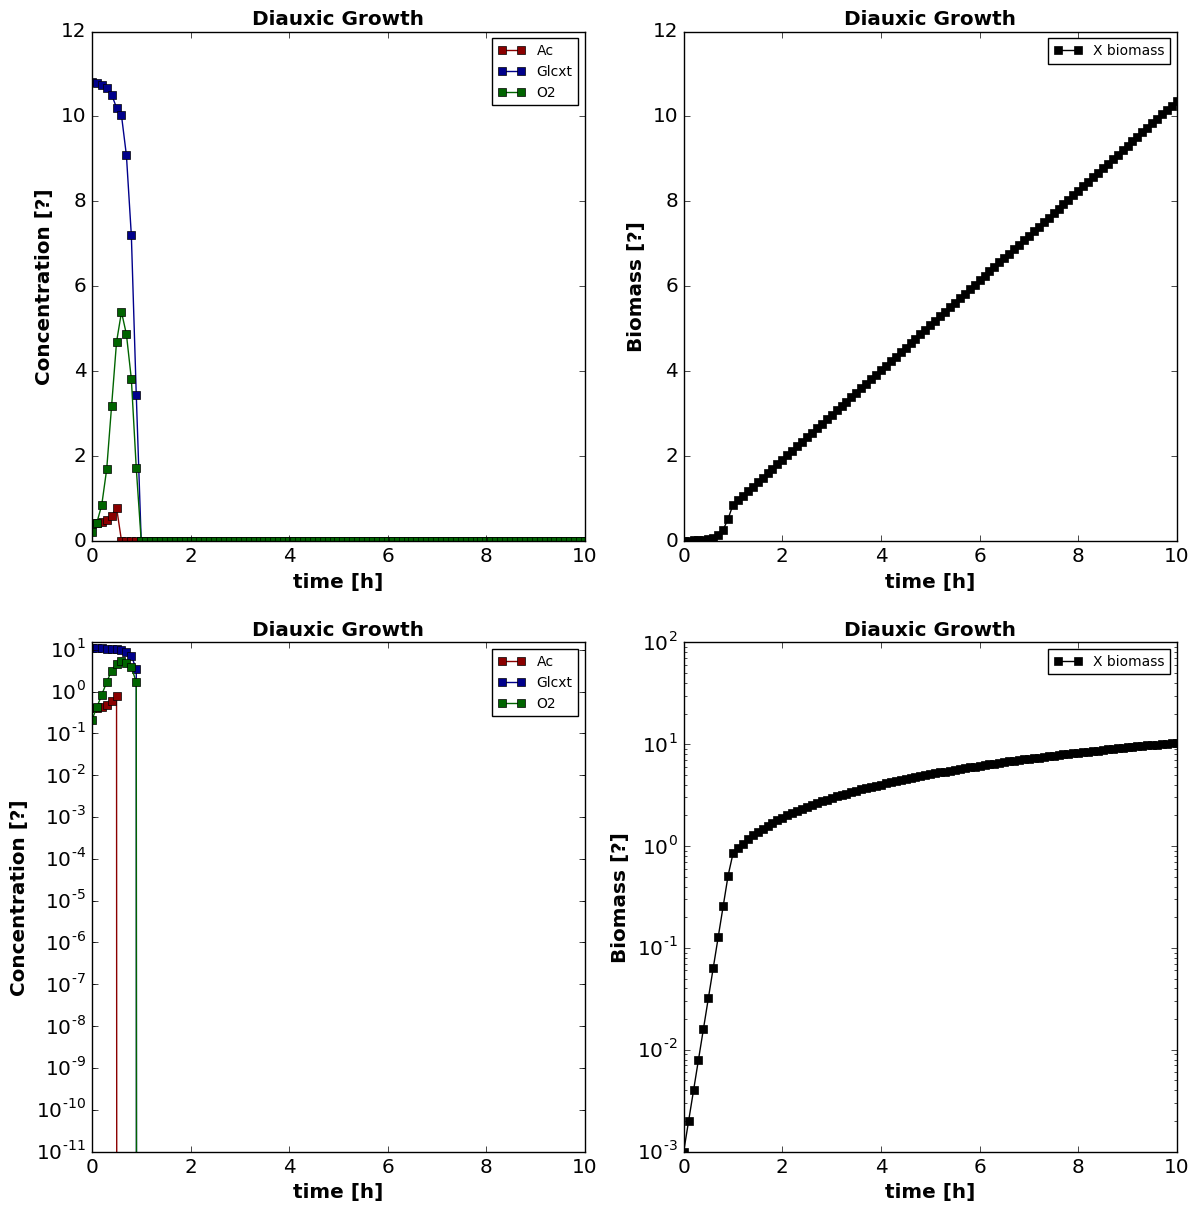 Diauxic Growth
12
10
8
6
4
2
0
Concentration [?]
Ac
Glcxt
O2
0 2 4 6 8 10
time [h]
Diauxic Growth
12
10
8
6
4
2
0
Biomass [?]
X biomass
0 2 4 6 8 10
time [h]
Diauxic Growth
10^1
10^0
10^-1
10^-2
10^-3
10^-4
10^-5
10^-6
10^-7
10^-8
10^-9
10^-10
10^-11
Concentration [?]
Ac
Glcxt
O2
0 2 4 6 8 10
time [h]
Diauxic Growth
10^2
10^1
10^0
10^-1
10^-2
10^-3
Biomass [?]
X biomass
0 2 4 6 8 10
time [h]